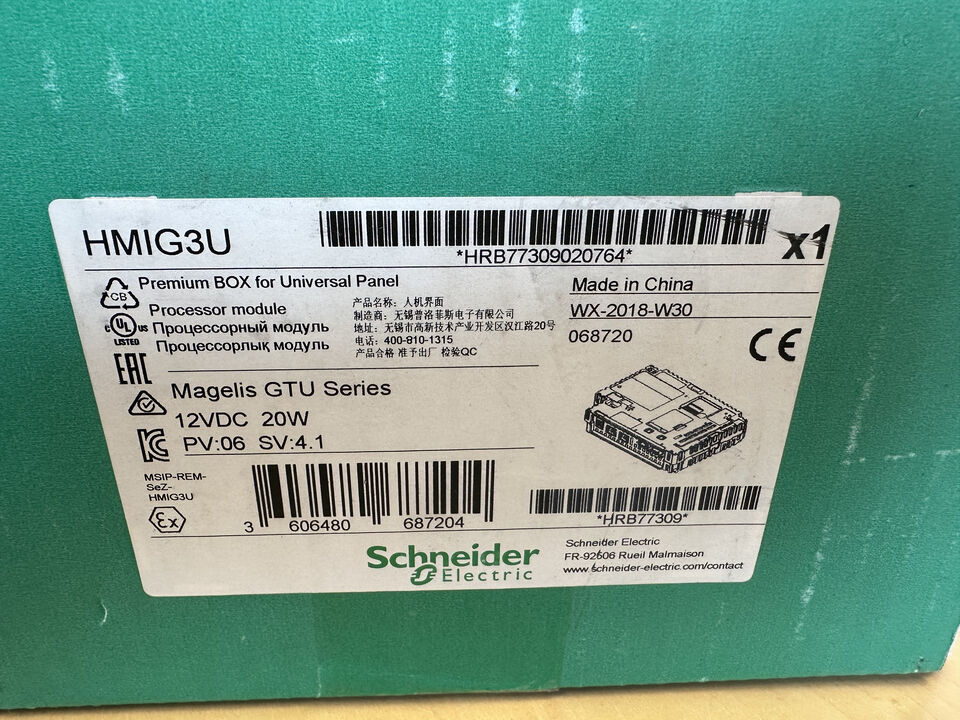 HMIG3U
*HRB77309020764*
x1
Premium BOX for Universal Panel
Processor module
Процессорный модуль
Процессорлық модуль
产品名称：人机界面
制造商：无锡普洛菲斯电子有限公司
地址：无锡市高新技术产业开发区汉江路20号
电话：400-810-1315
产品合格 准予出厂 检验QC
Made in China
WX-2018-W30
068720
CE
CB
C UL US
LISTED
EAC
Magelis GTU Series
12VDC 20W
PV:06 SV:4.1
MSIP-REM-
SeZ-
HMIG3U
Ex
3 606480 687204
*HRB77309*
Schneider
Electric
Schneider Electric
FR-92506 Rueil Malmaison
www.schneider-electric.com/contact